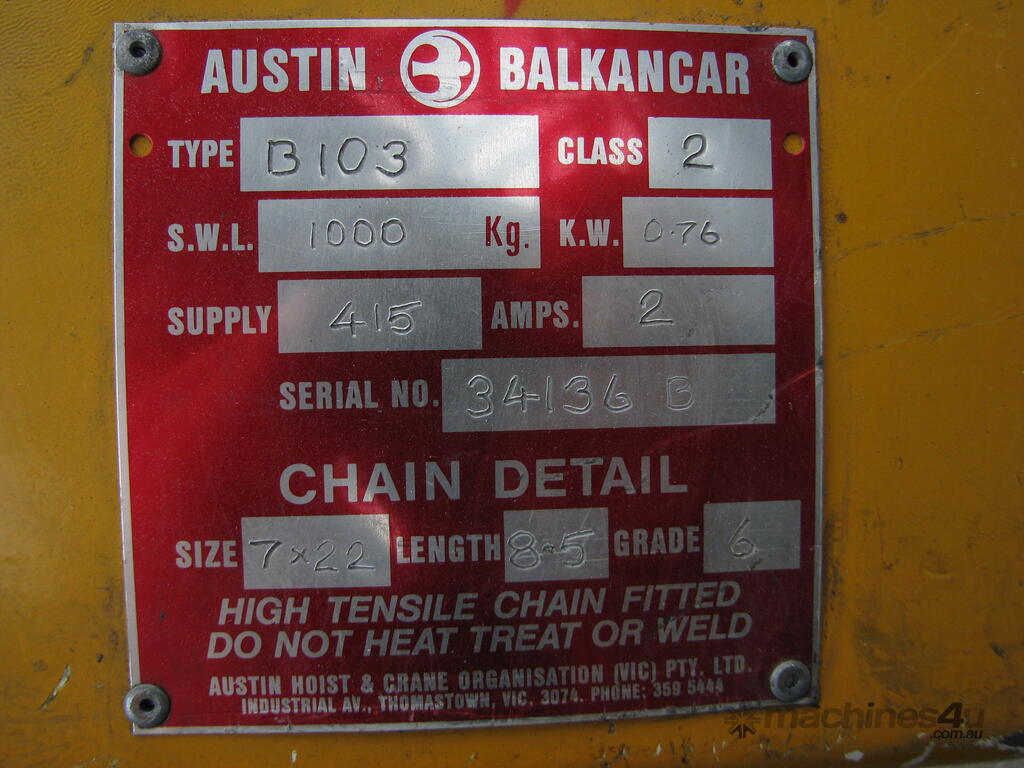 AUSTIN BALKANCAR
TYPE B103 CLASS 2
S.W.L. 1000 Kg. K.W. 0.76
SUPPLY 415 AMPS. 2
SERIAL NO. 34136 B
CHAIN DETAIL
SIZE 7×22 LENGTH 8-5 GRADE 6
HIGH TENSILE CHAIN FITTED
DO NOT HEAT TREAT OR WELD
AUSTIN HOIST & CRANE ORGANISATION (VIC) PTY. LTD.
INDUSTRIAL AV., THOMASTOWN, VIC. 3074. PHONE: 359 5444
machines4u
.com.au